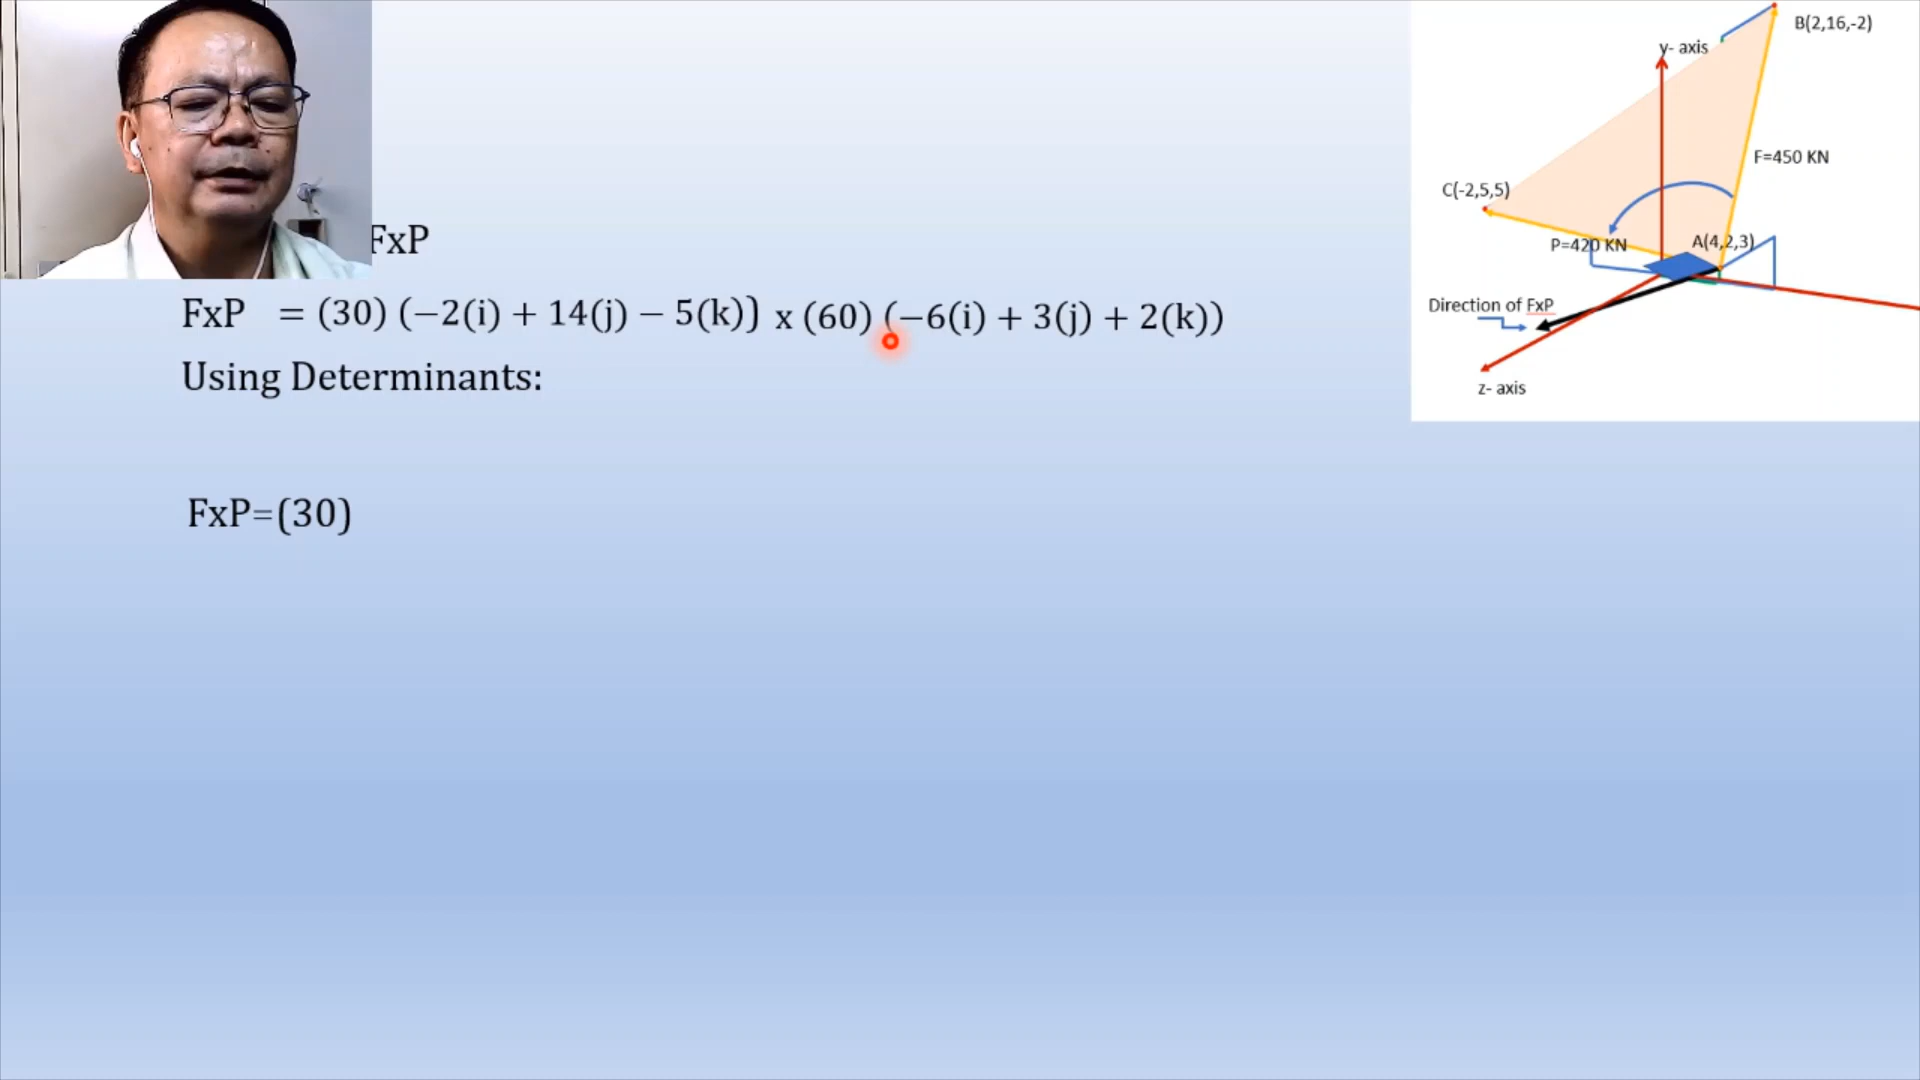 FxP
FxP = (30) (−2(i) + 14(j) − 5(k)) x (60) (−6(i) + 3(j) + 2(k))
Using Determinants:
FxP=(30)
B(2,16,-2)
y- axis
F=450 KN
C(-2,5,5)
P=420 KN
A(4,2,3)
Direction of FxP
z- axis